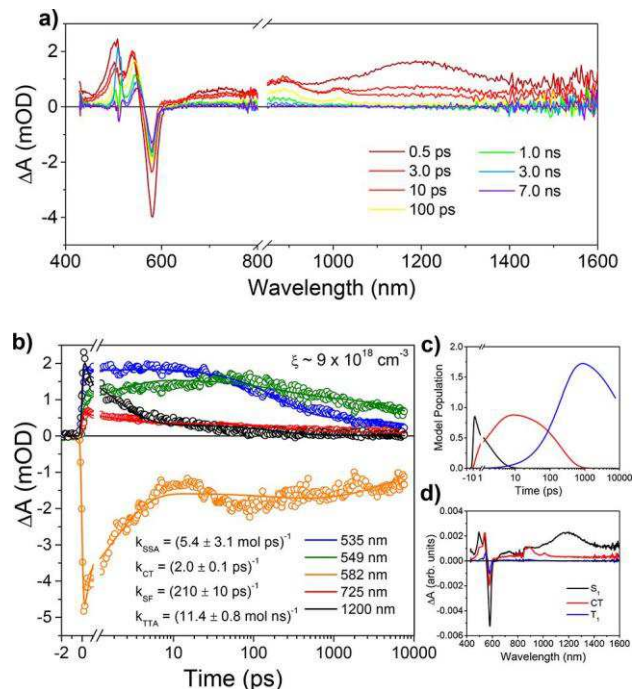 a)
ΔA (mOD)
2
0
-2
-4
0.5 ps
3.0 ps
10 ps
100 ps
1.0 ns
3.0 ns
7.0 ns
400 600 800 1000 1200 1400 1600
Wavelength (nm)
b)
ΔA (mOD)
2
1
0
-1
-2
-3
-4
-5
ξ ~ 9 x 10¹⁸ cm⁻³
k_SSA = (5.4 ± 3.1 mol ps)⁻¹
k_CT = (2.0 ± 0.1 ps)⁻¹
k_SF = (210 ± 10 ps)⁻¹
k_TTA = (11.4 ± 0.8 mol ns)⁻¹
535 nm
549 nm
582 nm
725 nm
1200 nm
-2 0 10 100 1000 10000
Time (ps)
c)
Model Population
2.0
1.5
1.0
0.5
0.0
-10 1 10 100 1000 10000
Time (ps)
d)
ΔA (arb. units)
0.004
0.002
0.000
-0.002
-0.004
-0.006
S₁
CT
T₁
400 600 800 1000 1200 1400 1600
Wavelength (nm)